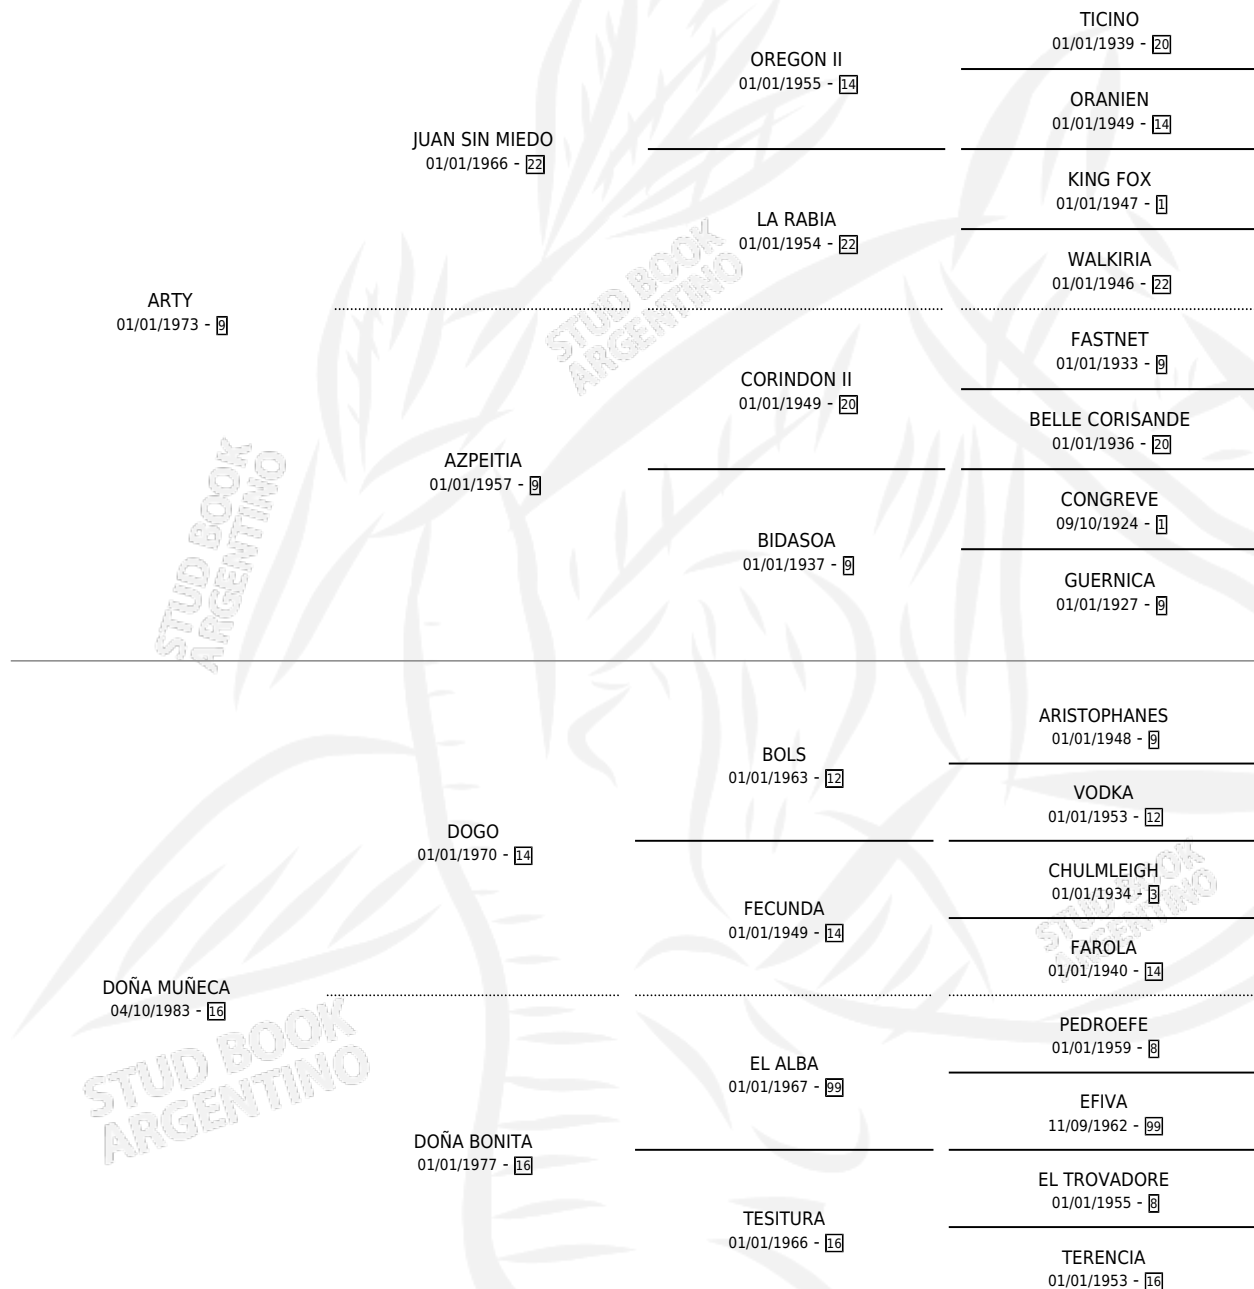 TICINO
01/01/1939 - 20
OREGON II
01/01/1955 - 14
ORANIEN
01/01/1949 - 14
JUAN SIN MIEDO
01/01/1966 - 22
KING FOX
01/01/1947 - 1
LA RABIA
01/01/1954 - 22
WALKIRIA
01/01/1946 - 22
ARTY
01/01/1973 - 9
FASTNET
01/01/1933 - 9
CORINDON II
01/01/1949 - 20
BELLE CORISANDE
01/01/1936 - 20
AZPEITIA
01/01/1957 - 9
CONGREVE
09/10/1924 - 1
BIDASOA
01/01/1937 - 9
GUERNICA
01/01/1927 - 9
ARISTOPHANES
01/01/1948 - 9
BOLS
01/01/1963 - 12
VODKA
01/01/1953 - 12
DOGO
01/01/1970 - 14
CHULMLEIGH
01/01/1934 - 3
FECUNDA
01/01/1949 - 14
FAROLA
01/01/1940 - 14
DOÑA MUÑECA
04/10/1983 - 16
PEDROEFE
01/01/1959 - 8
EL ALBA
01/01/1967 - 99
EFIVA
11/09/1962 - 99
DOÑA BONITA
01/01/1977 - 16
EL TROVADORE
01/01/1955 - 8
TESITURA
01/01/1966 - 16
TERENCIA
01/01/1953 - 16
STUD BOOK
ARGENTINO
STUD BOOK
ARGENTINO
STUD BOOK
ARGENTINO
STUD BOOK
ARGENTINO